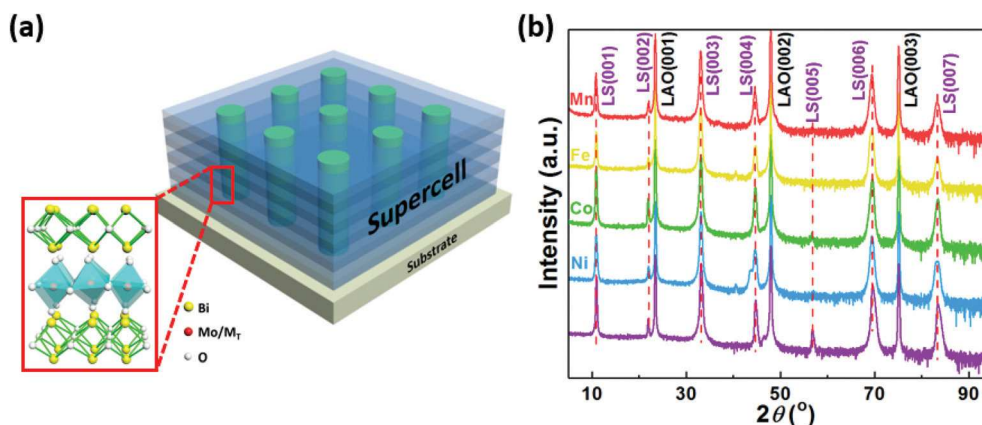 (a)
Supercell
Substrate
Bi
Mo/M_T
O
(b)
LS(001)
LS(002)
LAO(001)
LS(003)
LS(004)
LAO(002)
LS(005)
LS(006)
LAO(003)
LS(007)
Mn
Fe
Co
Ni
Intensity (a.u.)
10 30 50 70 90
2θ (°)